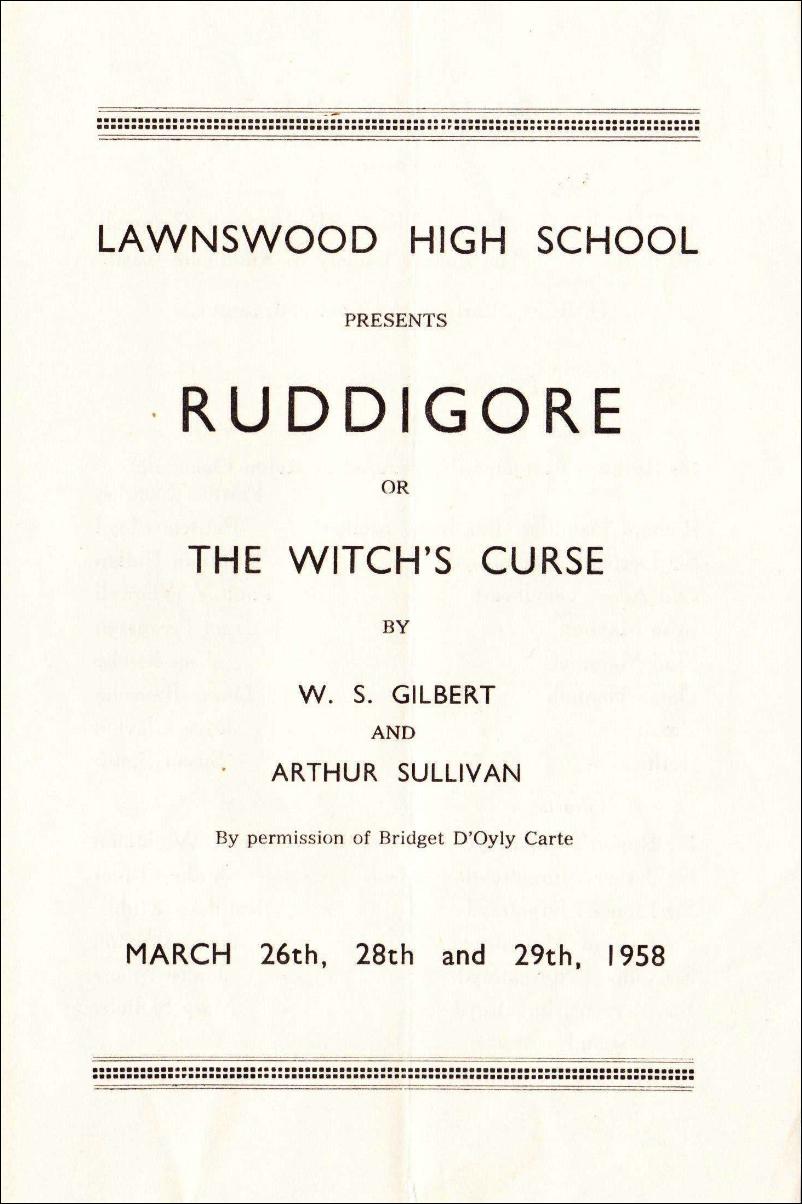 LAWNSWOOD HIGH SCHOOL
PRESENTS
RUDDIGORE
OR
THE WITCH'S CURSE
BY
W. S. GILBERT
AND
ARTHUR SULLIVAN
By permission of Bridget D'Oyly Carte
MARCH 26th, 28th and 29th, 1958